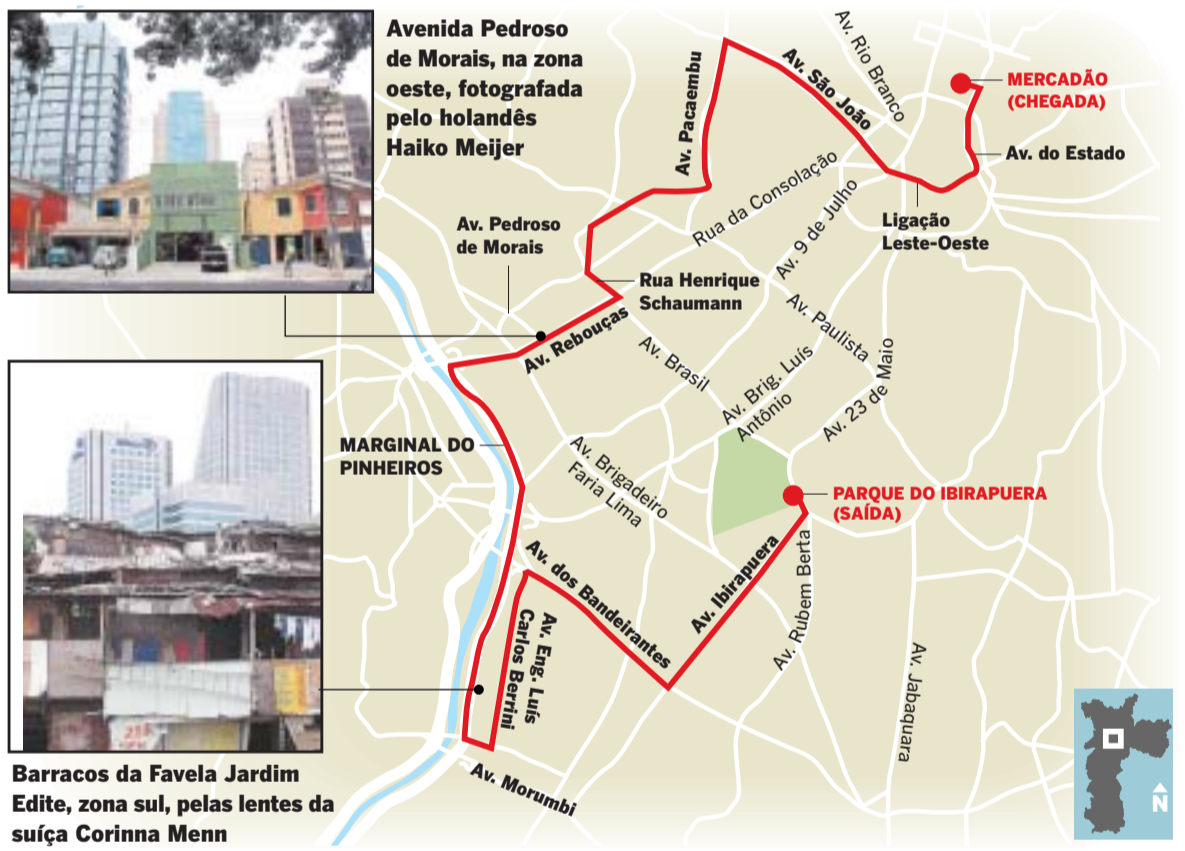 Avenida Pedroso
de Morais, na zona
oeste, fotografada
pelo holandês
Haiko Meijer
Av. Pacaembu
Av. São João
Av. Rio Branco
MERCADÃO
(CHEGADA)
Av. do Estado
Ligação
Leste-Oeste
Rua da Consolação
Av. 9 de Julho
Av. Pedroso
de Morais
Rua Henrique
Schaumann
Av. Rebouças
Av. Brasil
Av. Paulista
Av. Brig. Luís
Antônio
Av. 23 de Maio
MARGINAL DO
PINHEIROS
Av. Brigadeiro
Faria Lima
PARQUE DO IBIRAPUERA
(SAÍDA)
Av. dos Bandeirantes
Av. Ibirapuera
Av. Rubem Berta
Av. Eng. Luís
Carlos Berrini
Av. Jabaquara
Av. Morumbi
N
Barracos da Favela Jardim
Edite, zona sul, pelas lentes da
suíça Corinna Menn